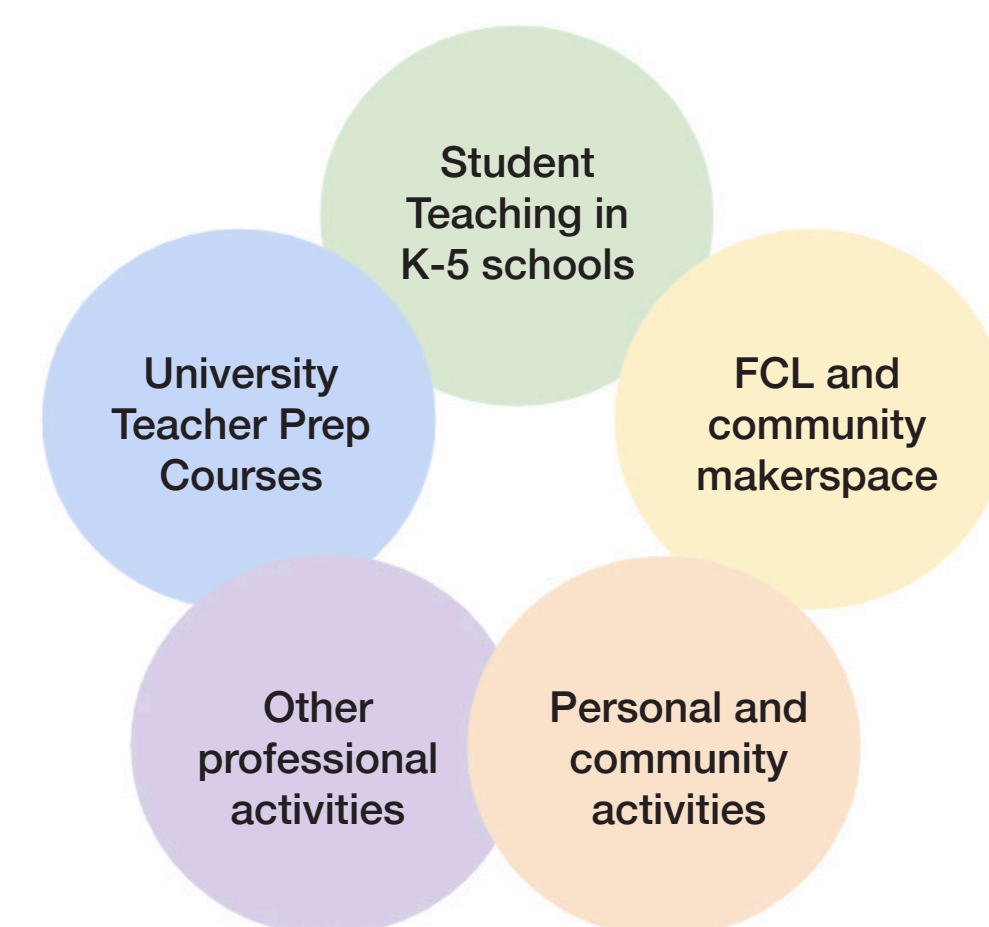 Student
Teaching in
K-5 schools
University
Teacher Prep
Courses
FCL and
community
makerspace
Other
professional
activities
Personal and
community
activities